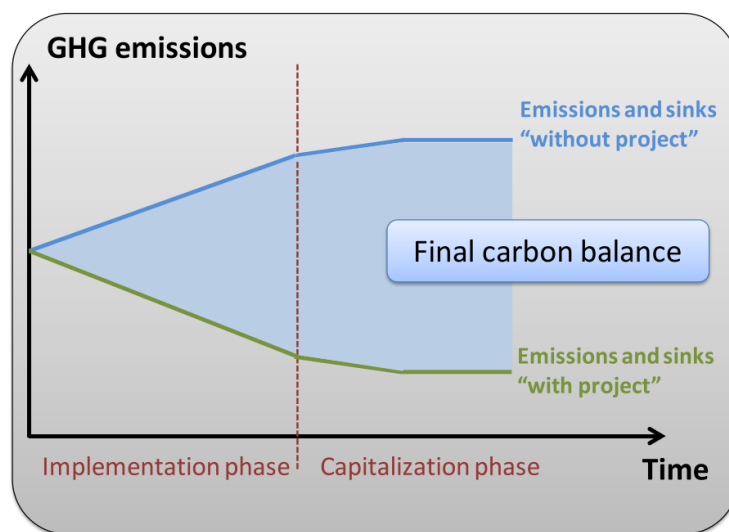 GHG emissions
Emissions and sinks
“without project”
Final carbon balance
Emissions and sinks
“with project”
Implementation phase
Capitalization phase
Time